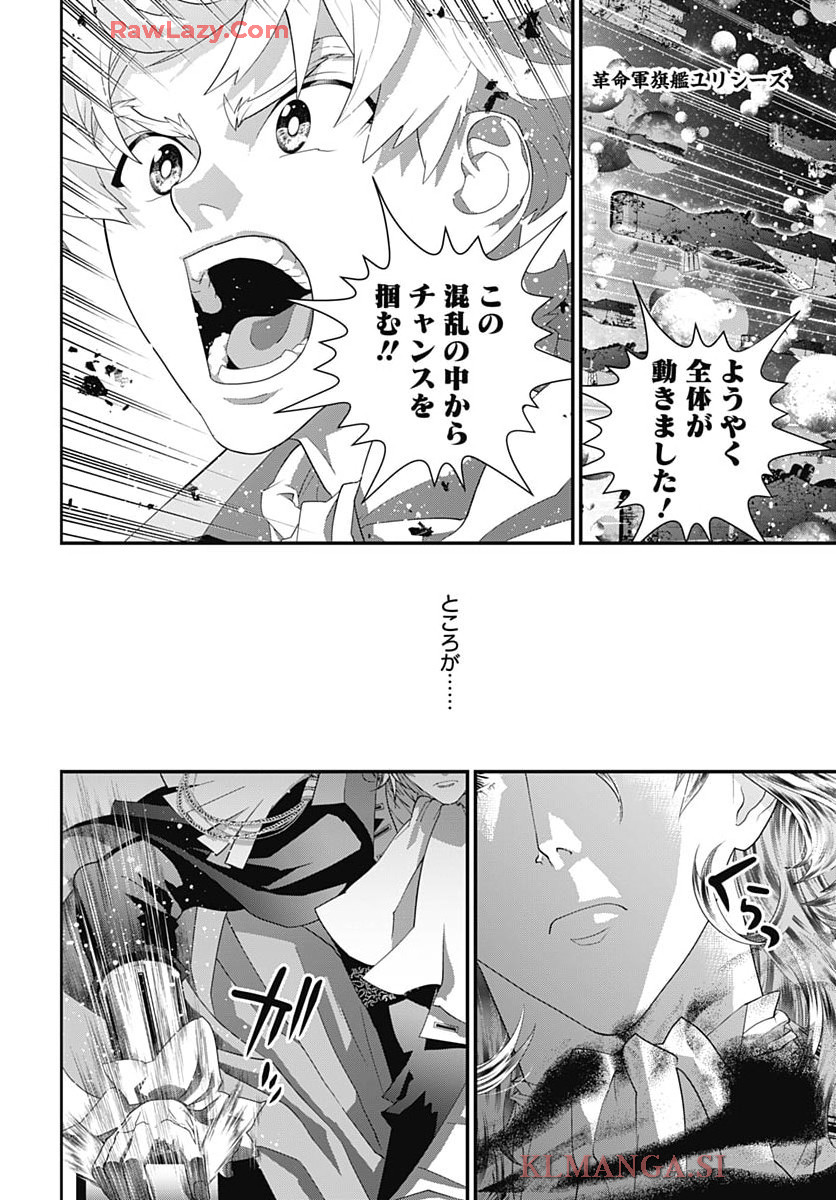 RawLazy.Com
革命軍旗艦ユリシーズ
ようやく
全体が
動きました！
この
混乱の中から
チャンスを
掴む!!
ところが……
くらっ
ガッ
KLMANGA.SI